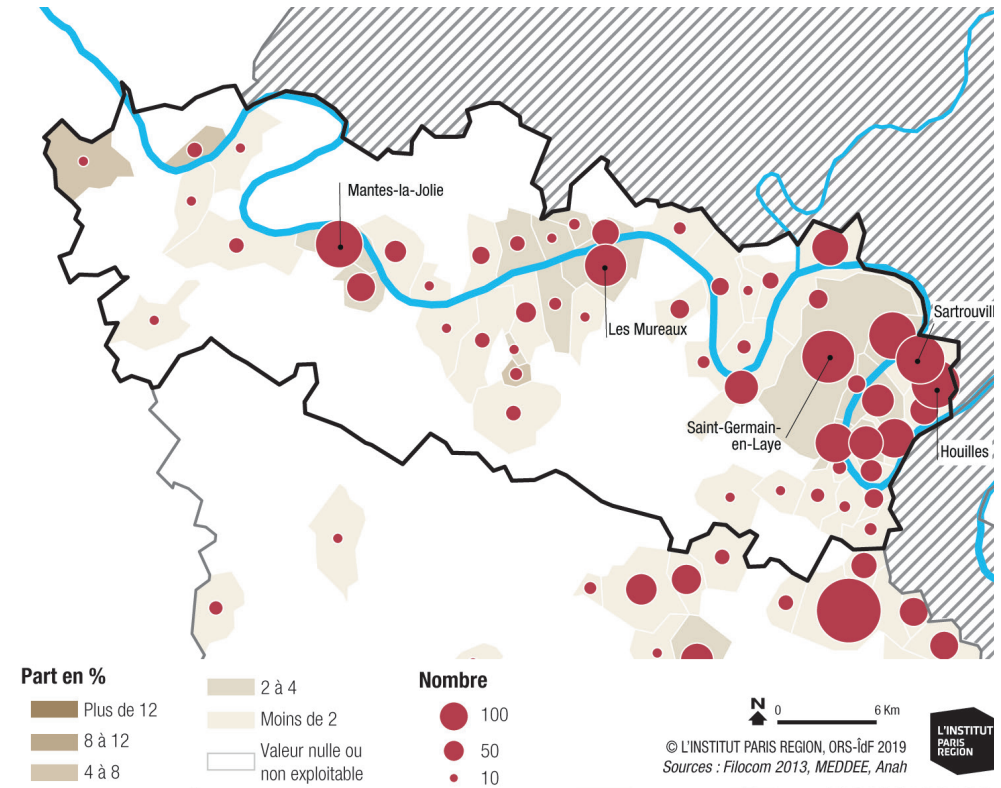 Mantes-la-Jolie
Les Mureaux
Sartrouvill
Saint-Germain-
en-Laye
Houilles
Part en %
Plus de 12
8 à 12
4 à 8
2 à 4
Moins de 2
Valeur nulle ou
non exploitable
Nombre
100
50
10
N
0 6 Km
© L'INSTITUT PARIS REGION, ORS-ÎdF 2019
Sources : Filocom 2013, MEDDEE, Anah
L'INSTITUT
PARIS
REGION